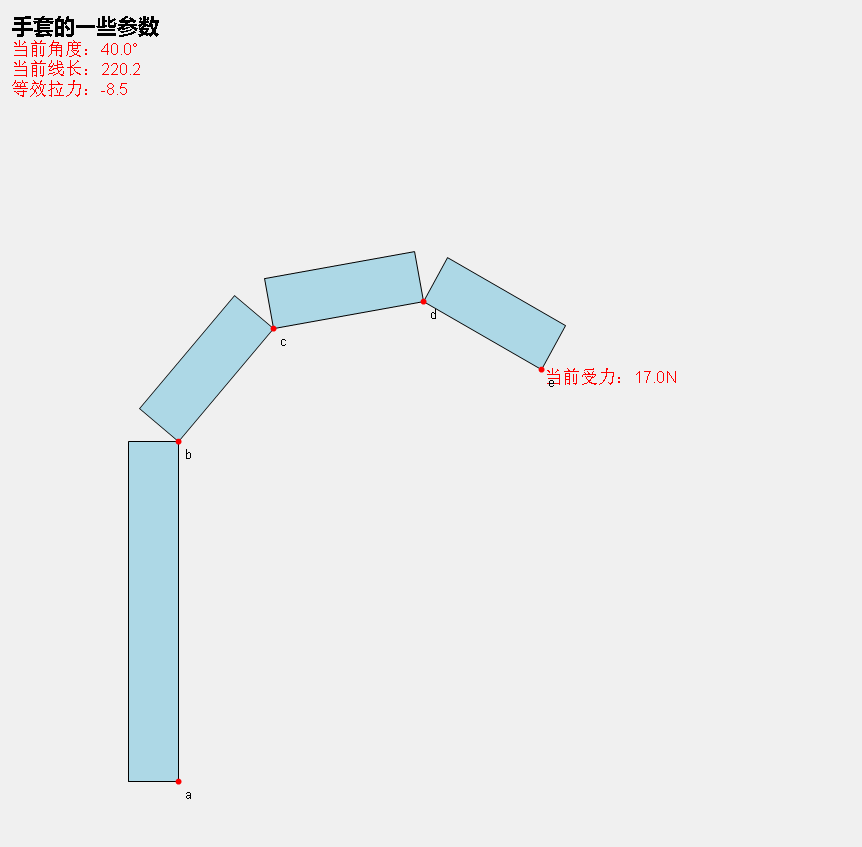 手套的一些参数
当前角度：40.0°
当前线长：220.2
等效拉力：-8.5
d
c
当前受力：17.0N
e
b
a